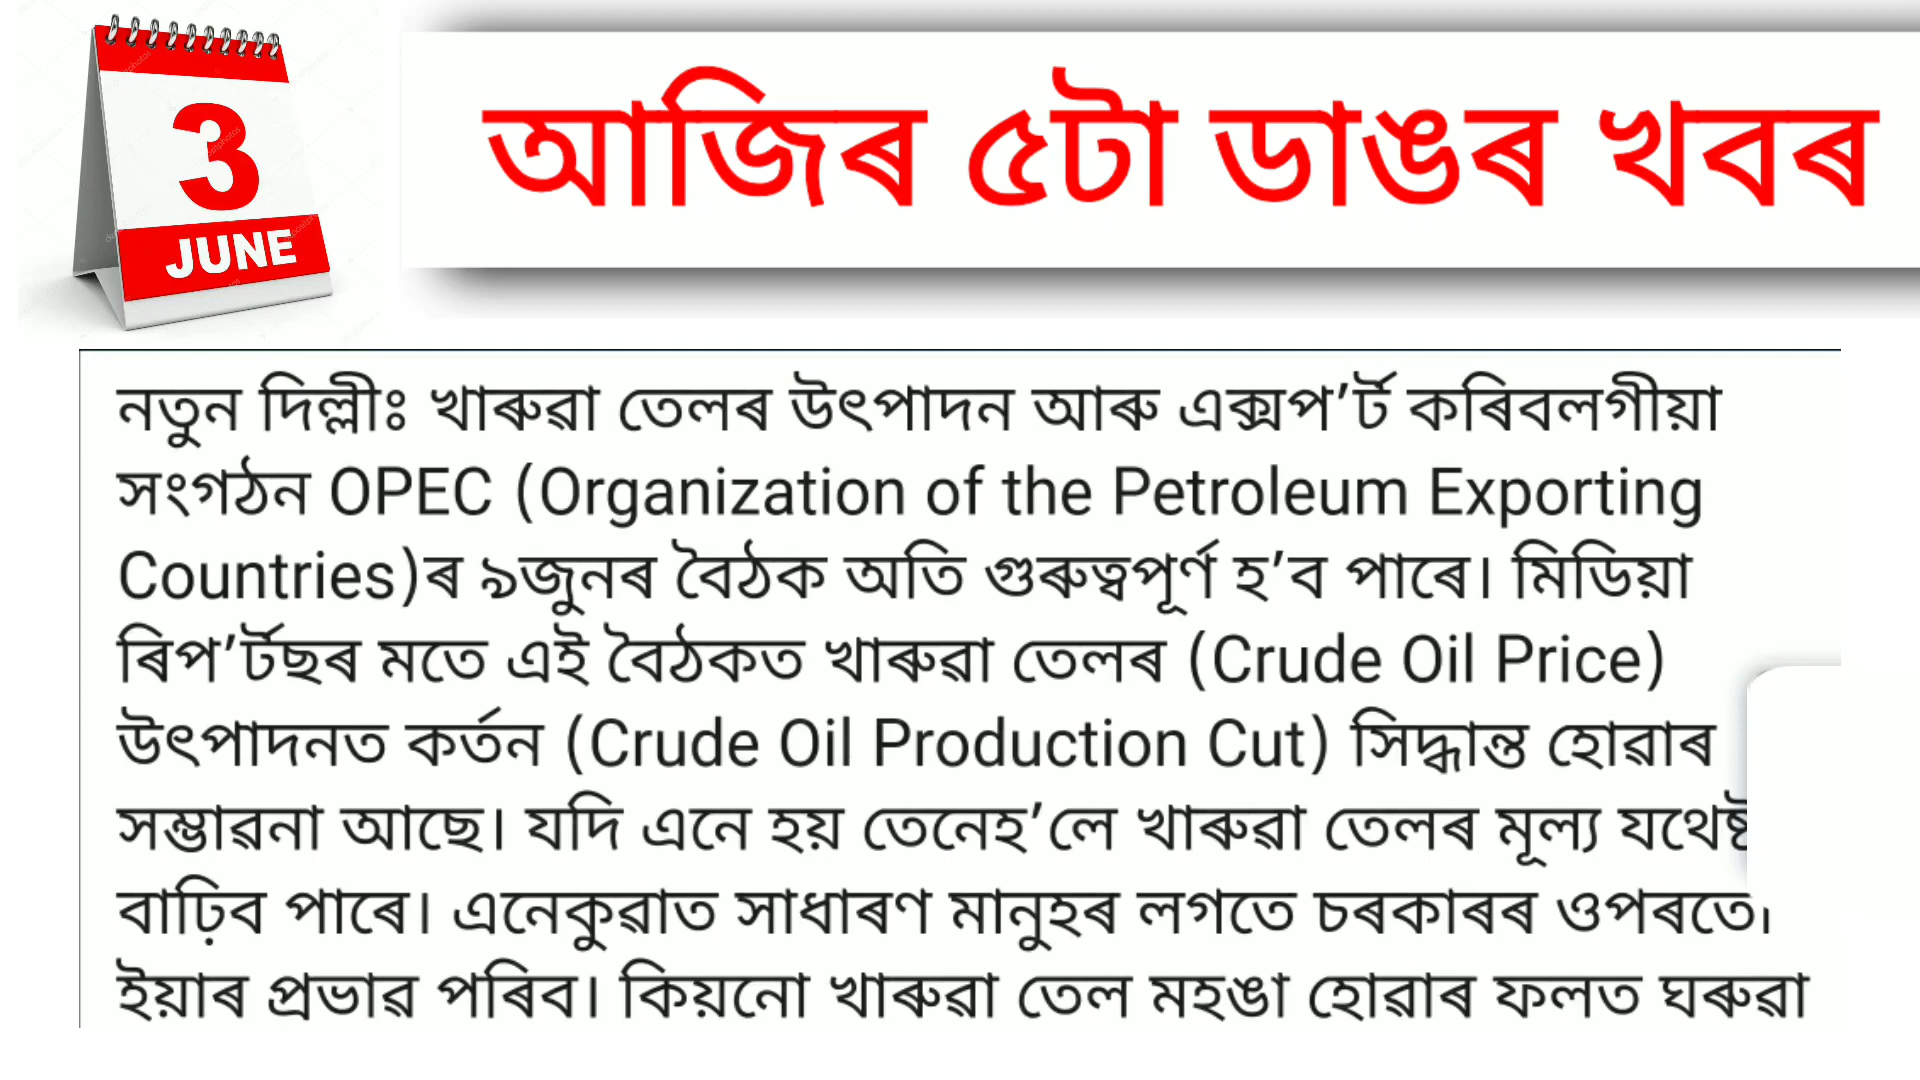 3
JUNE
আজিৰ ৫টা ডাঙৰ খবৰ
নতুন দিল্লীঃ খাৰুৱা তেলৰ উৎপাদন আৰু এক্সপ’ৰ্ট কৰিবলগীয়া
সংগঠন OPEC (Organization of the Petroleum Exporting
Countries)ৰ ৯জুনৰ বৈঠক অতি গুৰুত্বপূৰ্ণ হ’ব পাৰে। মিডিয়া
ৰিপ’ৰ্টছৰ মতে এই বৈঠকত খাৰুৱা তেলৰ (Crude Oil Price)
উৎপাদনত কৰ্তন (Crude Oil Production Cut) সিদ্ধান্ত হোৱাৰ
সম্ভাৱনা আছে। যদি এনে হয় তেনেহ’লে খাৰুৱা তেলৰ মূল্য যথেষ্ট
বাঢ়িব পাৰে। এনেকুৱাত সাধাৰণ মানুহৰ লগতে চৰকাৰৰ
ইয়াৰ প্ৰভাৱ পৰিব। কিয়নো খাৰুৱা তেল মহঙা হোৱাৰ ফলত ঘৰুৱা